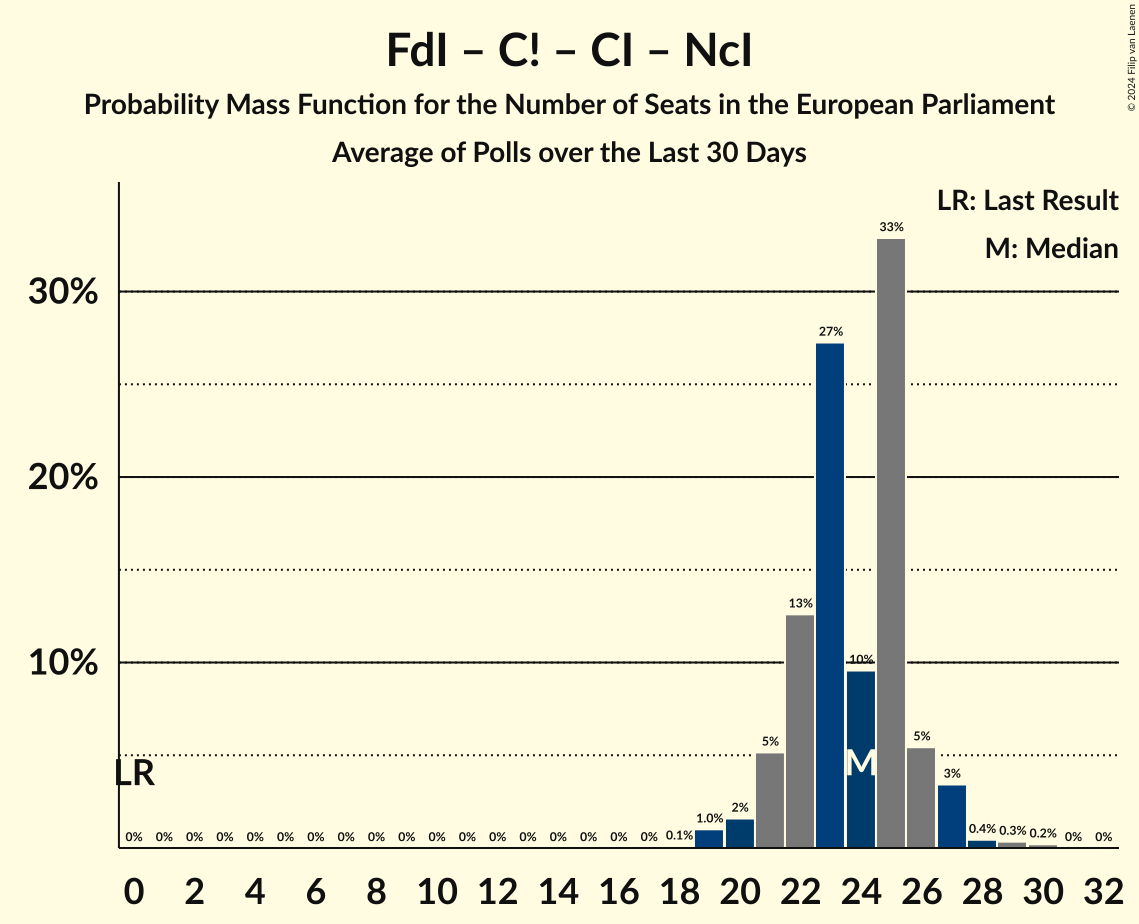 FdI – C! – CI – NcI
Probability Mass Function for the Number of Seats in the European Parliament
Average of Polls over the Last 30 Days
© 2024 Filip van Laenen
LR: Last Result
M: Median
30%
20%
10%
33%
27%
13%
10%
5%
5%
3%
2%
1.0%
0.4% 0.3% 0.2% 0% 0%
0% 0% 0% 0% 0% 0% 0% 0% 0% 0% 0% 0% 0% 0% 0% 0% 0% 0% 0.1%
LR
M
0 2 4 6 8 10 12 14 16 18 20 22 24 26 28 30 32